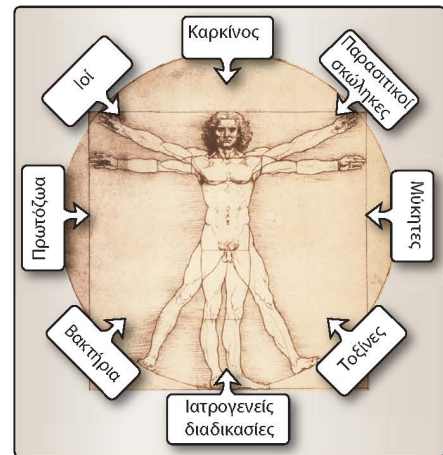 Καρκίνος
Παρασιτικοί
σκώληκες
Μύκητες
Τοξίνες
Ιατρογενείς
διαδικασίες
Βακτήρια
Πρωτόζωα
Ιοί